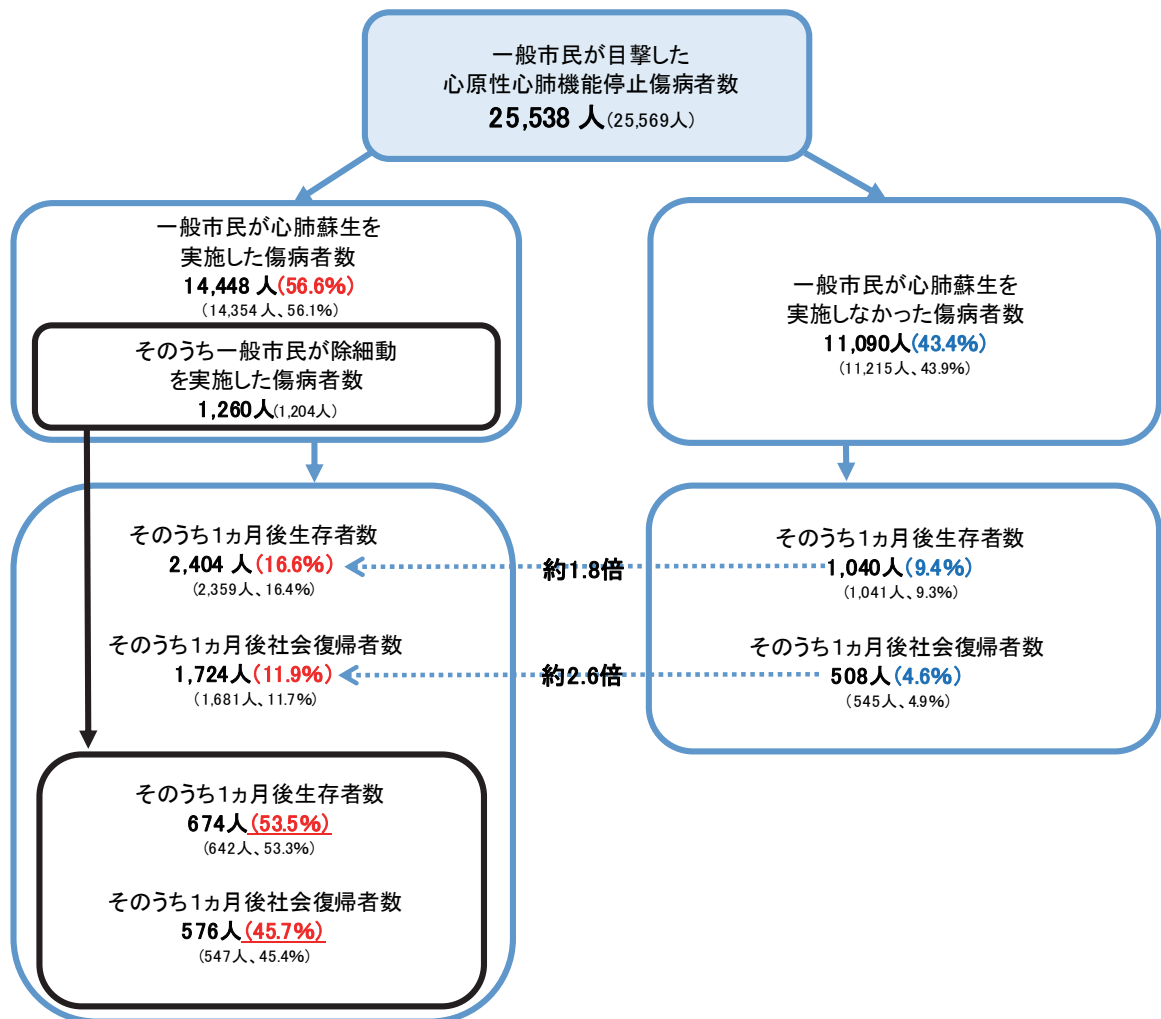 一般市民が目撃した
心原性心肺機能停止傷病者数
25,538 人(25,569人)
一般市民が心肺蘇生を
実施した傷病者数
14,448 人(56.6%)
(14,354 人、56.1%)
そのうち一般市民が除細動
を実施した傷病者数
1,260人(1,204人)
一般市民が心肺蘇生を
実施しなかった傷病者数
11,090人(43.4%)
(11,215人、43.9%)
そのうち1ヵ月後生存者数
2,404 人(16.6%)
(2,359人、16.4%)
約1.8倍
そのうち1ヵ月後生存者数
1,040人(9.4%)
(1,041人、9.3%)
そのうち1ヵ月後社会復帰者数
1,724人(11.9%)
(1,681人、11.7%)
約2.6倍
そのうち1ヵ月後社会復帰者数
508人(4.6%)
(545人、4.9%)
そのうち1ヵ月後生存者数
674人(53.5%)
(642人、53.3%)
そのうち1ヵ月後社会復帰者数
576人(45.7%)
(547人、45.4%)